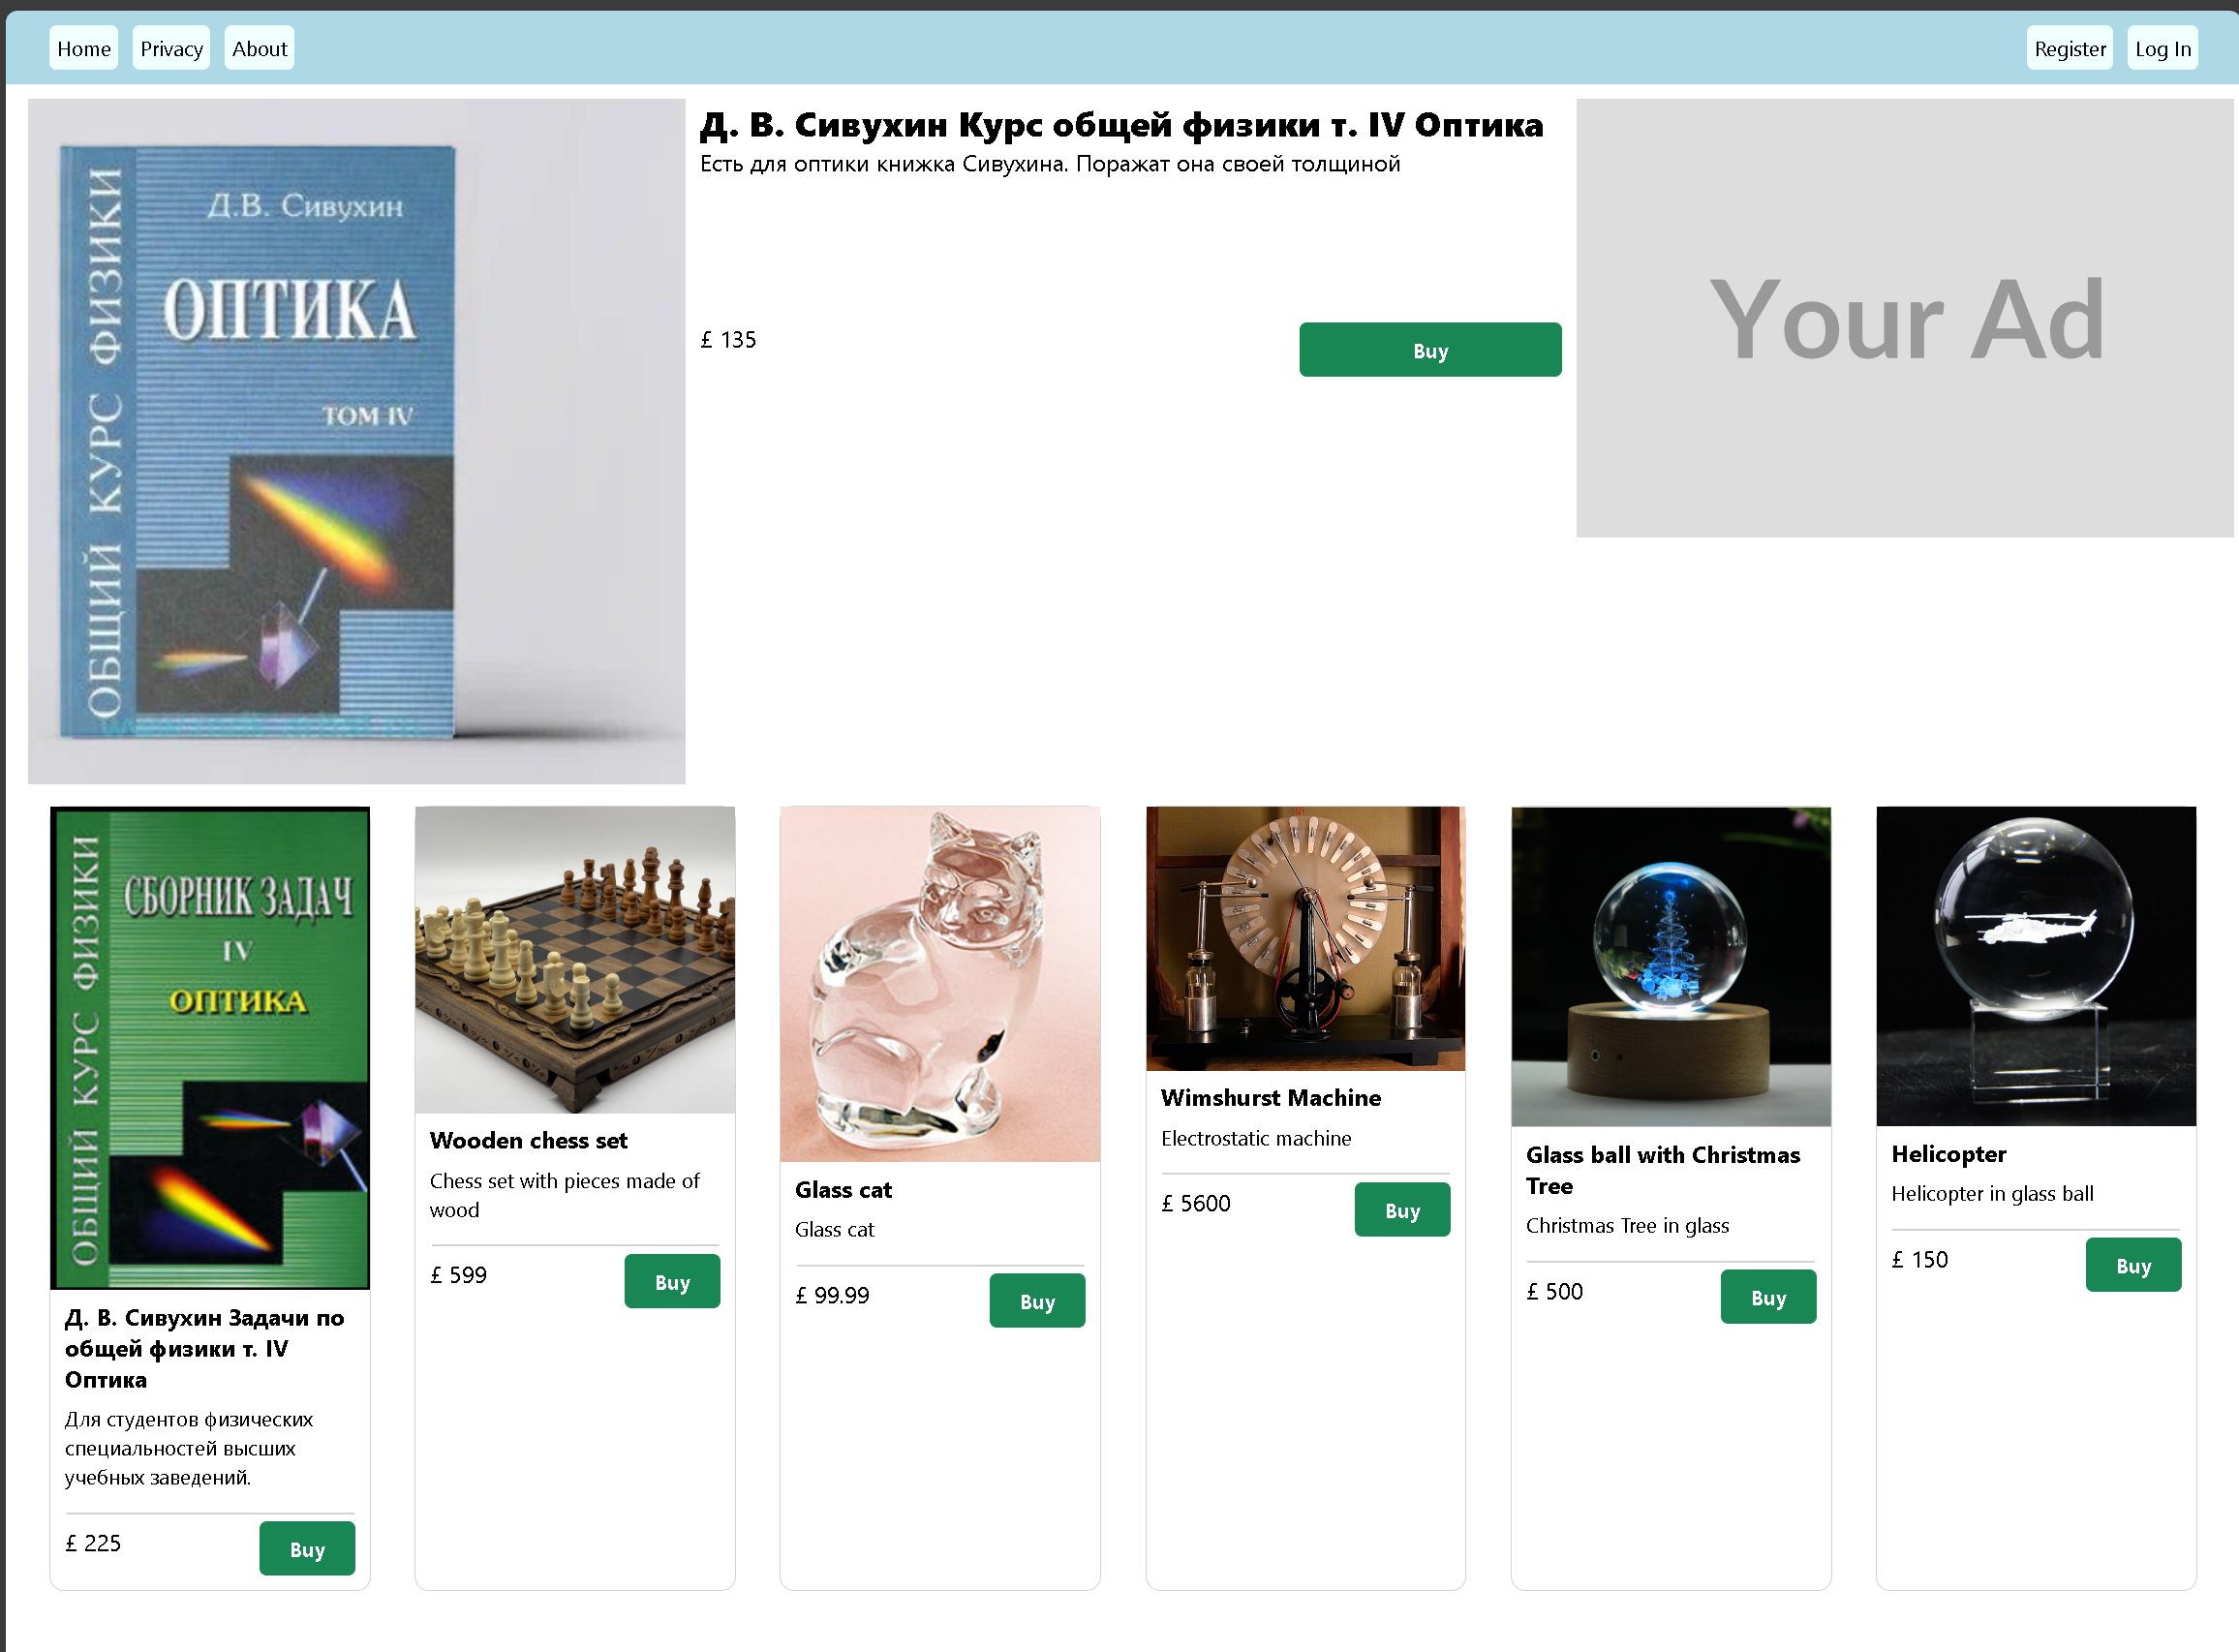 Home Privacy About Register Log In
Д. В. Сивухин Курс общей физики т. IV Оптика
Есть для оптики книжка Сивухина. Поражат она своей толщиной
£ 135
Buy
Your Ad
ОБЩИЙ КУРС ФИЗИКИ
Д.В. Сивухин
ОПТИКА
ТОМ IV
ОБЩИЙ КУРС ФИЗИКИ
СБОРНИК ЗАДАЧ
IV
ОПТИКА
Д. В. Сивухин Задачи по
общей физики т. IV
Оптика
Для студентов физических
специальностей высших
учебных заведений.
£ 225
Buy
Wooden chess set
Chess set with pieces made of
wood
£ 599
Buy
Glass cat
Glass cat
£ 99.99
Buy
Wimshurst Machine
Electrostatic machine
£ 5600
Buy
Glass ball with Christmas
Tree
Christmas Tree in glass
£ 500
Buy
Helicopter
Helicopter in glass ball
£ 150
Buy